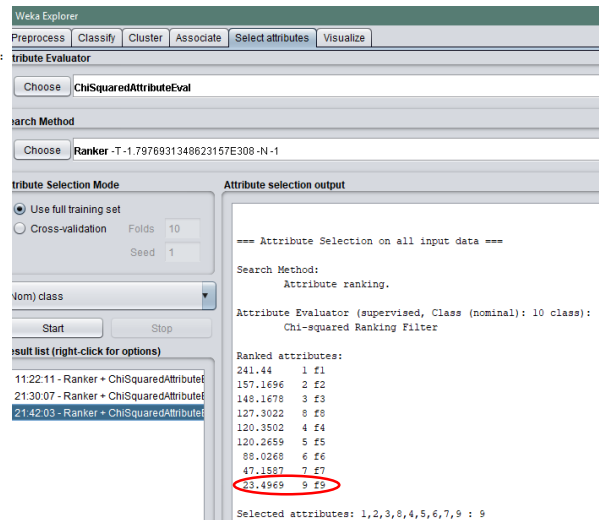 Weka Explorer
Preprocess Classify Cluster Associate Select attributes Visualize
: ttribute Evaluator
Choose ChiSquaredAttributeEval
earch Method
Choose Ranker -T -1.7976931348623157E308 -N -1
ttribute Selection Mode
Use full training set
Cross-validation Folds 10
Seed 1
Nom) class
Start Stop
esult list (right-click for options)
11:22:11 - Ranker + ChiSquaredAttributeE
21:30:07 - Ranker + ChiSquaredAttributeE
21:42:03 - Ranker + ChiSquaredAttributeE
Attribute selection output
=== Attribute Selection on all input data ===
Search Method:
Attribute ranking.
Attribute Evaluator (supervised, Class (nominal): 10 class):
Chi-squared Ranking Filter
Ranked attributes:
241.44 1 f1
157.1696 2 f2
148.1678 3 f3
127.3022 8 f8
120.3502 4 f4
120.2659 5 f5
88.0268 6 f6
47.1587 7 f7
23.4969 9 f9
Selected attributes: 1,2,3,8,4,5,6,7,9 : 9